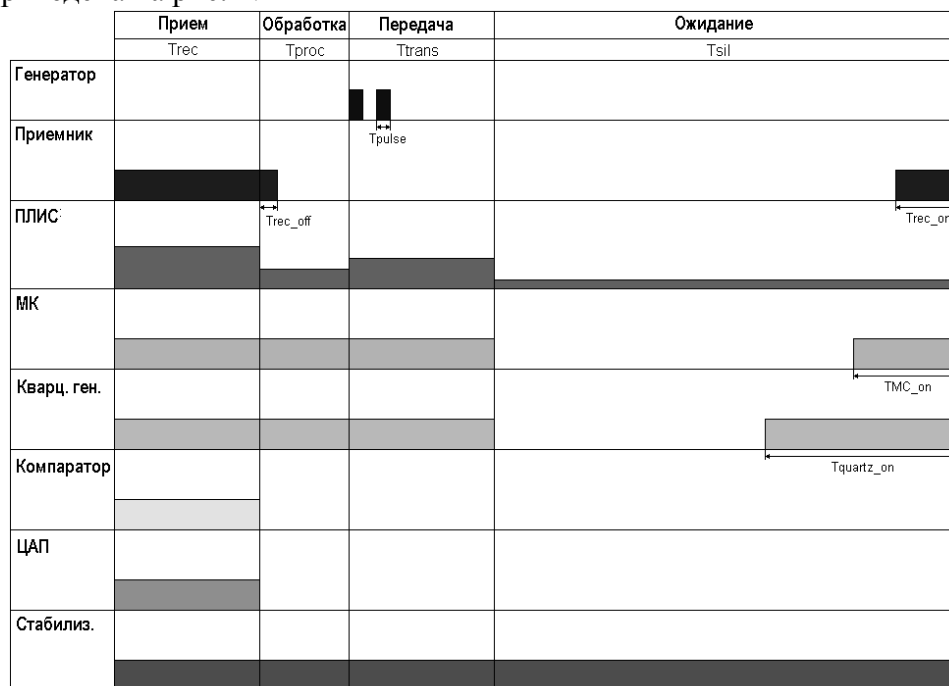 Прием Обработка Передача Ожидание
Trec Tproc Ttrans Tsil
Генератор
Tpulse
Приемник
Trec_off
Trec_on
ПЛИС
МК
TMC_on
Кварц. ген.
Tquartz_on
Компаратор
ЦАП
Стабилиз.